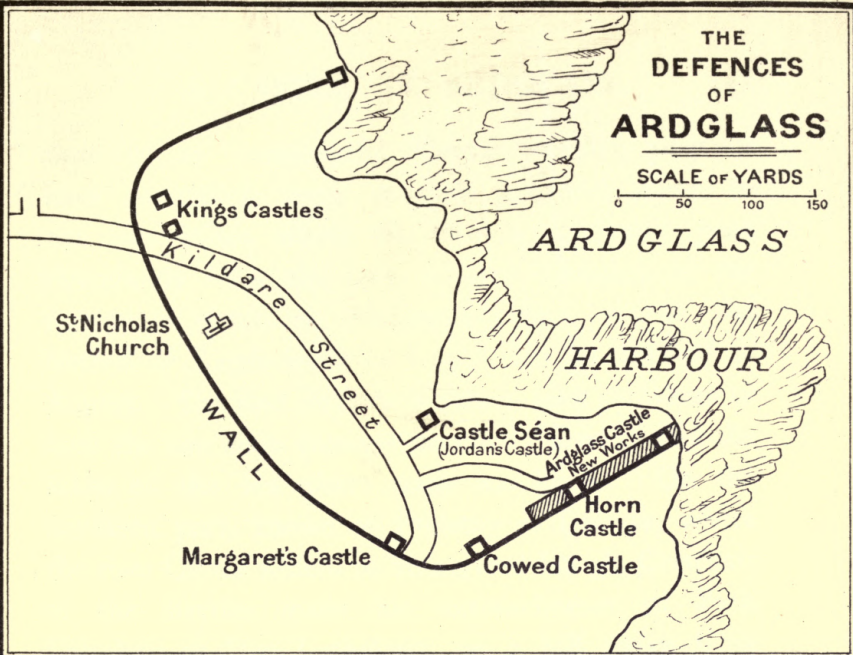 THE
DEFENCES
OF
ARDGLASS
SCALE OF YARDS
0 50 100 150
King's Castles
ARDGLASS
Kildare Street
St. Nicholas
Church
HARBOUR
WALL
Castle Séan
(Jordan's Castle)
Ardglass Castle
New Works
Horn
Castle
Margaret's Castle
Cowed Castle